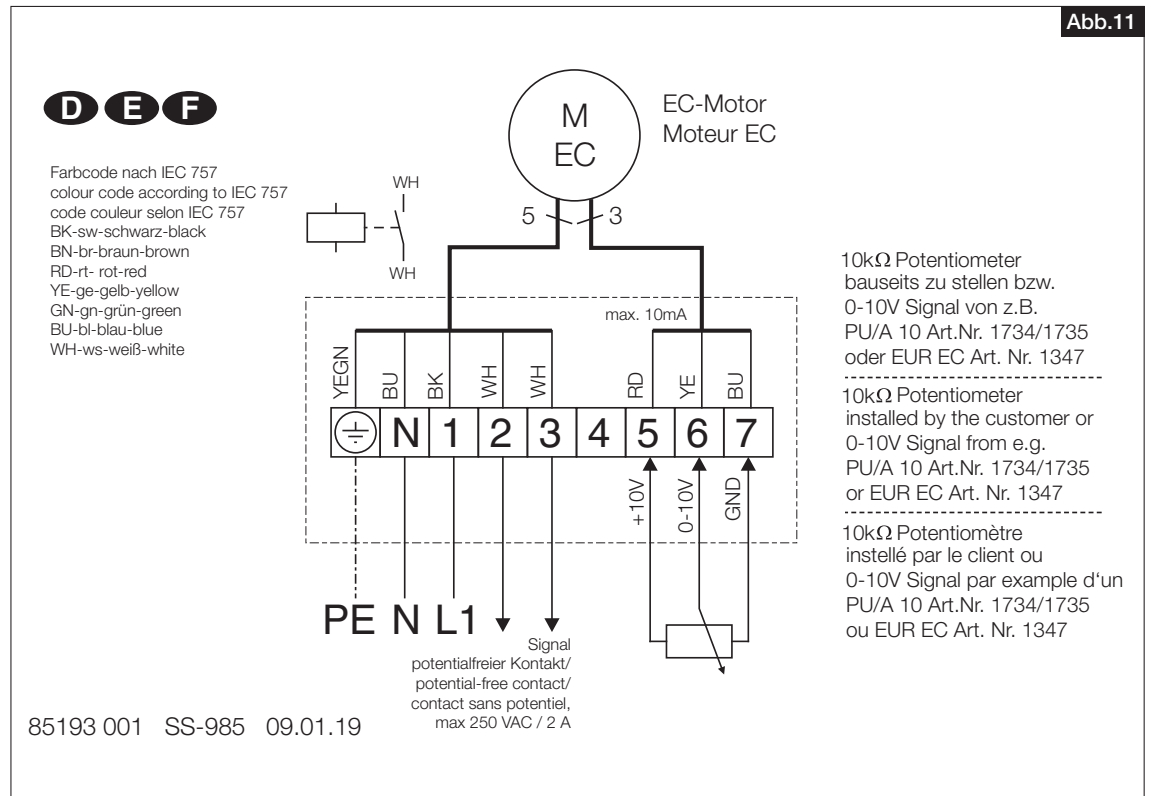 Abb.11
D E F
M
EC
EC-Motor
Moteur EC
Farbcode nach IEC 757
colour code according to IEC 757
code couleur selon IEC 757
BK-sw-schwarz-black
BN-br-braun-brown
RD-rt- rot-red
YE-ge-gelb-yellow
GN-gn-grün-green
BU-bl-blau-blue
WH-ws-weiß-white
WH
WH
5
3
max. 10mA
YEGN
BU
BK
WH
WH
RD
YE
BU
N 1 2 3 4 5 6 7
+10V
0-10V
GND
PE N L1
Signal
potentialfreier Kontakt/
potential-free contact/
contact sans potentiel,
max 250 VAC / 2 A
10kΩ Potentiometer
bauseits zu stellen bzw.
0-10V Signal von z.B.
PU/A 10 Art.Nr. 1734/1735
oder EUR EC Art. Nr. 1347
10kΩ Potentiometer
installed by the customer or
0-10V Signal from e.g.
PU/A 10 Art.Nr. 1734/1735
or EUR EC Art. Nr. 1347
10kΩ Potentiomètre
instellé par le client ou
0-10V Signal par example d‘un
PU/A 10 Art.Nr. 1734/1735
ou EUR EC Art. Nr. 1347
85193 001 SS-985 09.01.19